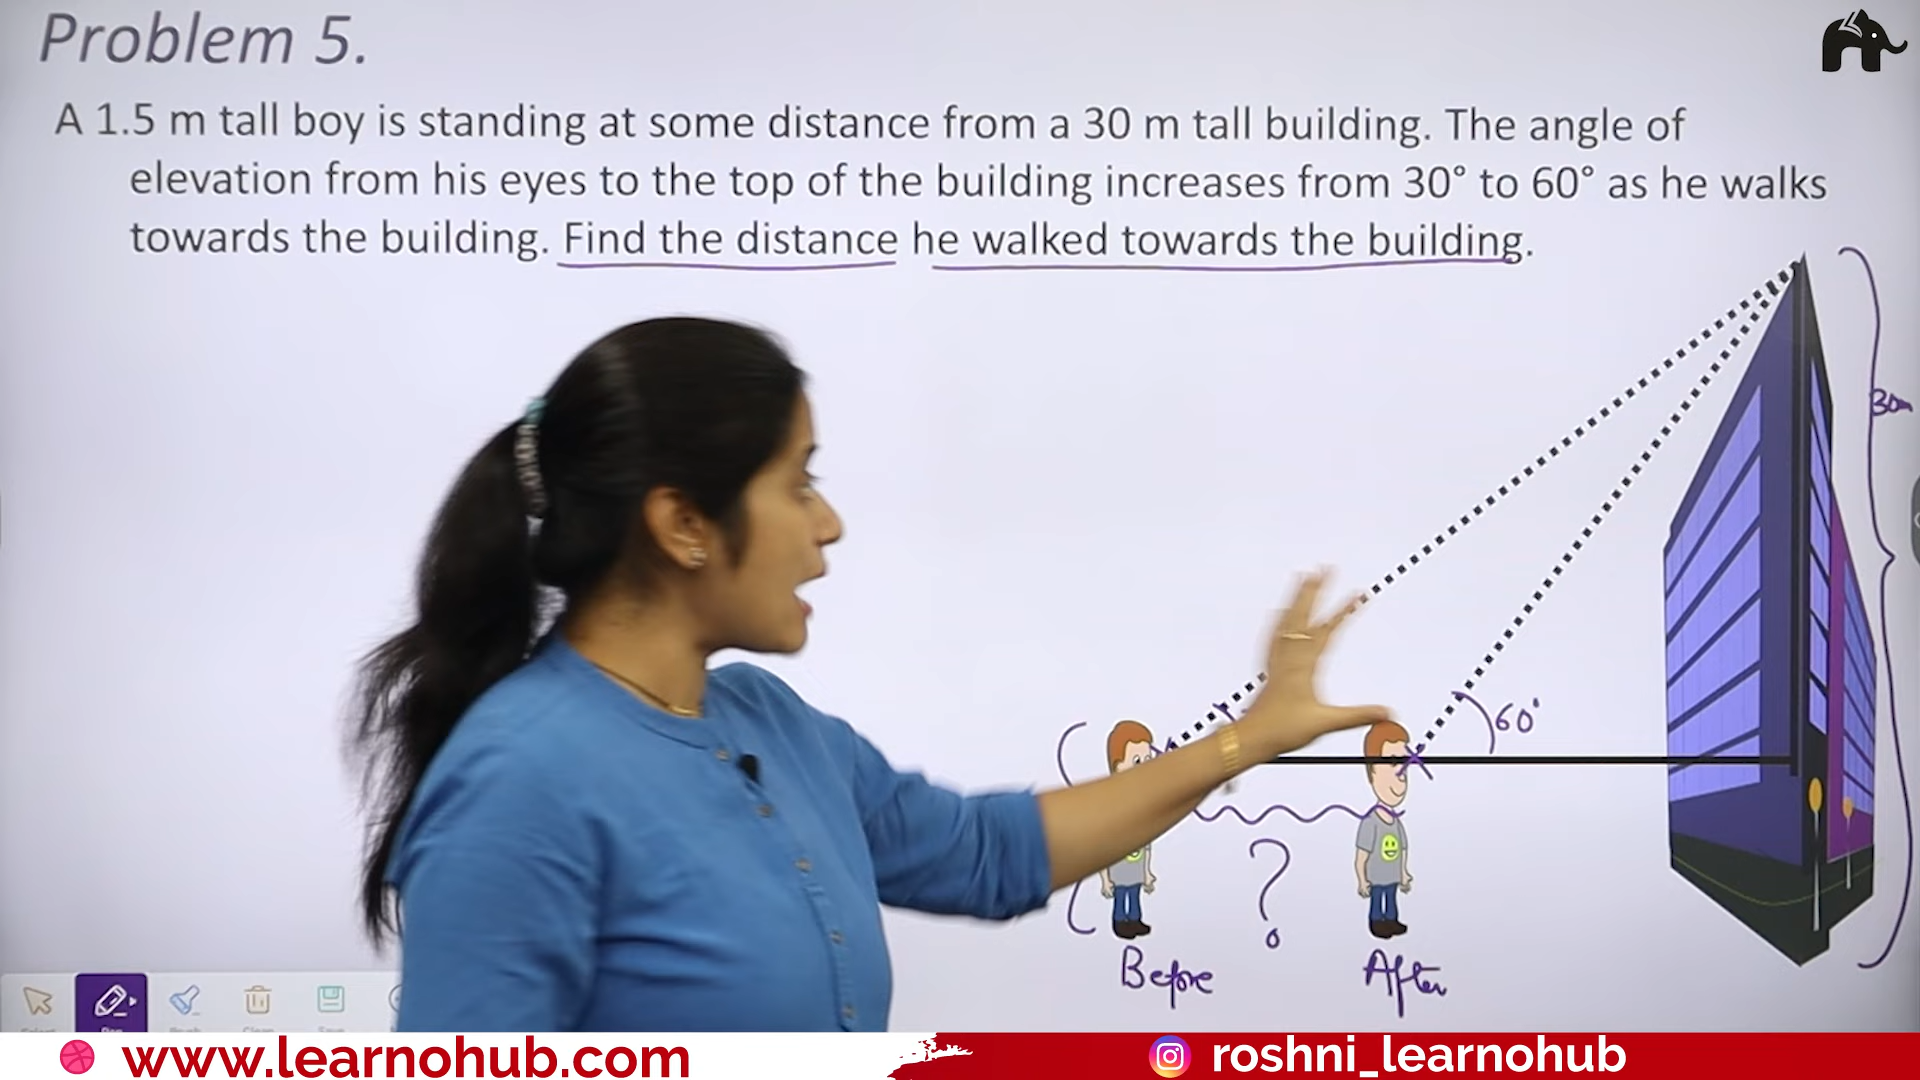 Problem 5.
A 1.5 m tall boy is standing at some distance from a 30 m tall building. The angle of
elevation from his eyes to the top of the building increases from 30° to 60° as he walks
towards the building. Find the distance he walked towards the building.
30m
60°
?
Before
After
www.learnohub.com
roshni_learnohub